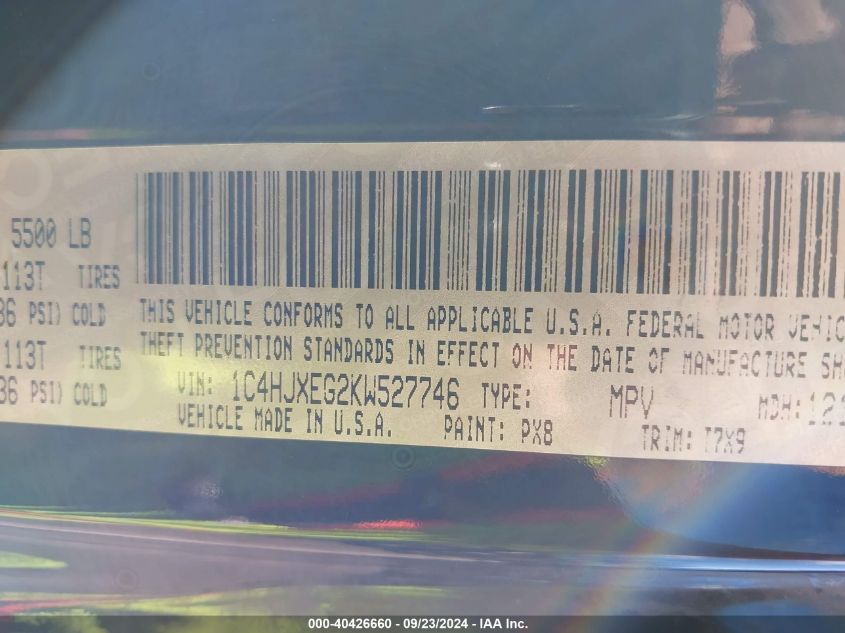 5500 LB
113T TIRES
36 PSI) COLD
113T TIRES
36 PSI) COLD
THIS VEHICLE CONFORMS TO ALL APPLICABLE U.S.A. FEDERAL MOTOR VEHIC
THEFT PREVENTION STANDARDS IN EFFECT ON THE DATE OF MANUFACTURE SH
VIN: 1C4HJXEG2KW527746 TYPE: MPV MDH: 121
VEHICLE MADE IN U.S.A. PAINT: PX8 TRIM: T7X9
000-40426660 - 09/23/2024 - IAA Inc.